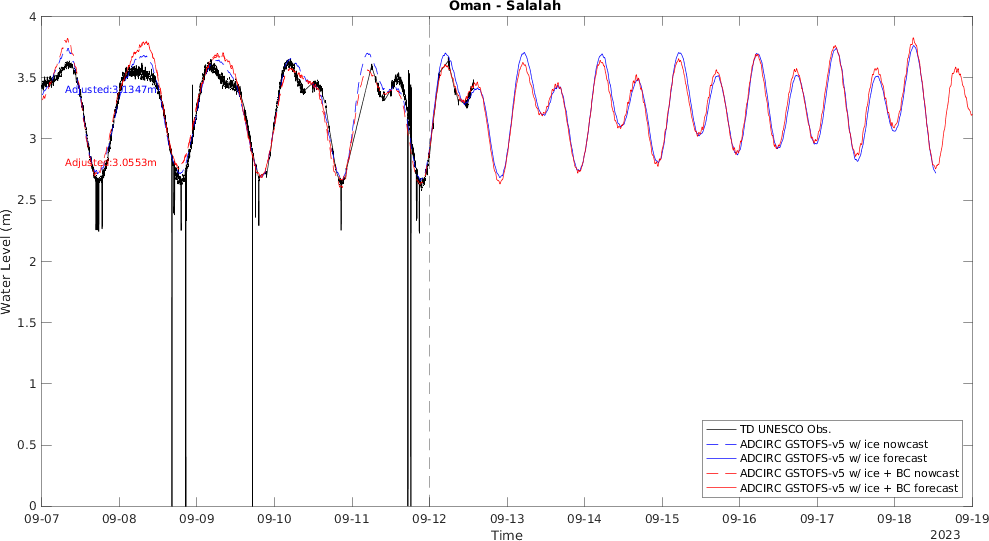 Oman - Salalah
4
3.5
3
2.5
2
1.5
1
0.5
0
Water Level (m)
Adjusted:3.1347m
Adjusted:3.0553m
TD UNESCO Obs.
ADCIRC GSTOFS-v5 w/ ice nowcast
ADCIRC GSTOFS-v5 w/ ice forecast
ADCIRC GSTOFS-v5 w/ ice + BC nowcast
ADCIRC GSTOFS-v5 w/ ice + BC forecast
09-07 09-08 09-09 09-10 09-11 09-12 09-13 09-14 09-15 09-16 09-17 09-18 09-19
Time
2023